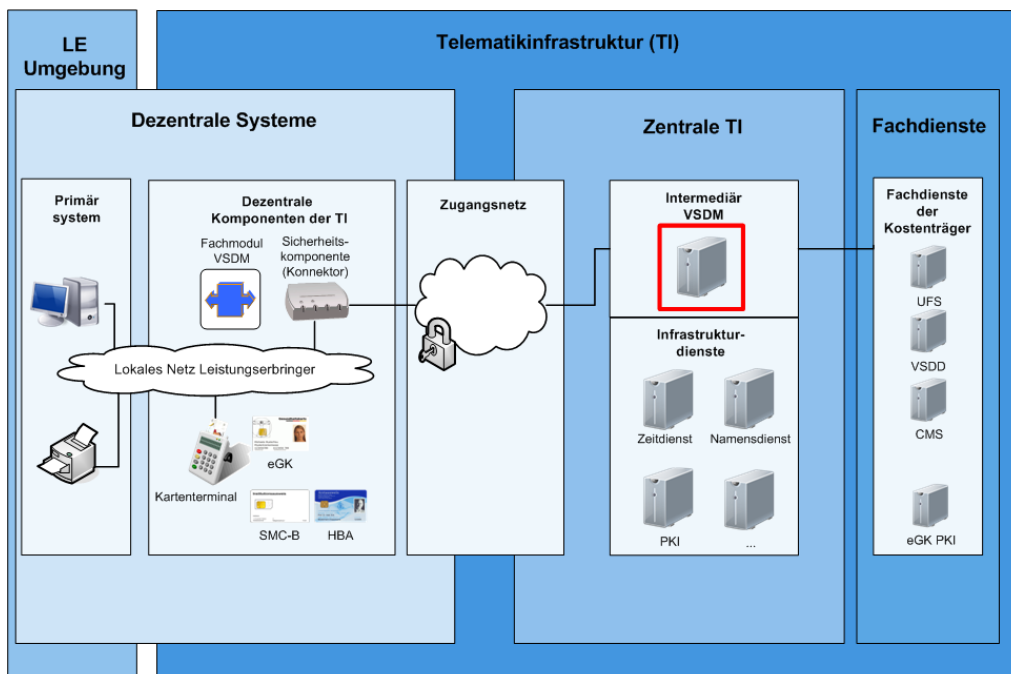 LE
Umgebung
Telematikinfrastruktur (TI)
Dezentrale Systeme
Zentrale TI
Fachdienste
Primär
system
Dezentrale
Komponenten der TI
Fachmodul
VSDM
Sicherheits-
komponente
(Konnektor)
Lokales Netz Leistungserbringer
Kartenterminal
eGK
SMC-B
HBA
Zugangsnetz
Intermediär
VSDM
Infrastruktur-
dienste
Zeitdienst
Namensdienst
PKI
...
Fachdienste
der
Kostenträger
UFS
VSDD
CMS
eGK PKI